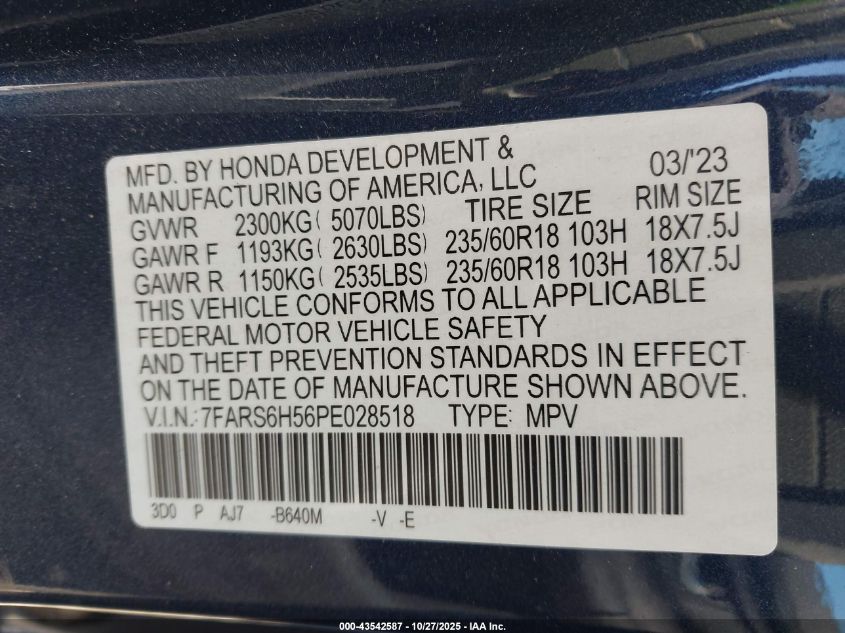 MFD. BY HONDA DEVELOPMENT & 03/'23
MANUFACTURING OF AMERICA, LLC
GVWR 2300KG( 5070LBS) TIRE SIZE RIM SIZE
GAWR F 1193KG( 2630LBS) 235/60R18 103H 18X7.5J
GAWR R 1150KG( 2535LBS) 235/60R18 103H 18X7.5J
THIS VEHICLE CONFORMS TO ALL APPLICABLE
FEDERAL MOTOR VEHICLE SAFETY
AND THEFT PREVENTION STANDARDS IN EFFECT
ON THE DATE OF MANUFACTURE SHOWN ABOVE.
V.I.N.:7FARS6H56PE028518 TYPE: MPV
3D0 P AJ7 -B640M -V -E
000-43542587 - 10/27/2025 - IAA Inc.